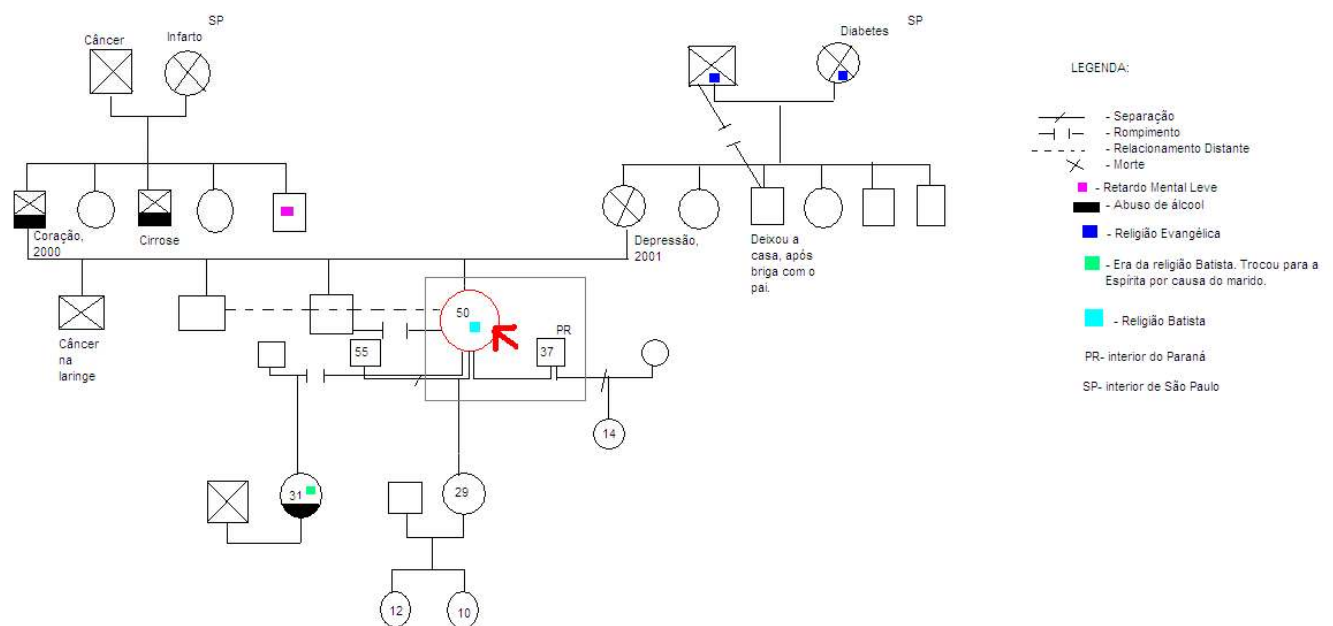 SP
Câncer
Infarto
Diabetes
SP
LEGENDA:
- Separação
- Rompimento
- Relacionamento Distante
- Morte
- Retardo Mental Leve
- Abuso de álcool
- Religião Evangélica
- Era da religião Batista. Trocou para a
Espírita por causa do marido.
- Religião Batista
PR- interior do Paraná
SP- interior de São Paulo
Coração,
2000
Cirrose
Depressão,
2001
Deixou a
casa, após
briga com o
pai.
50
PR
55
37
Câncer
na
laringe
14
31
29
12
10